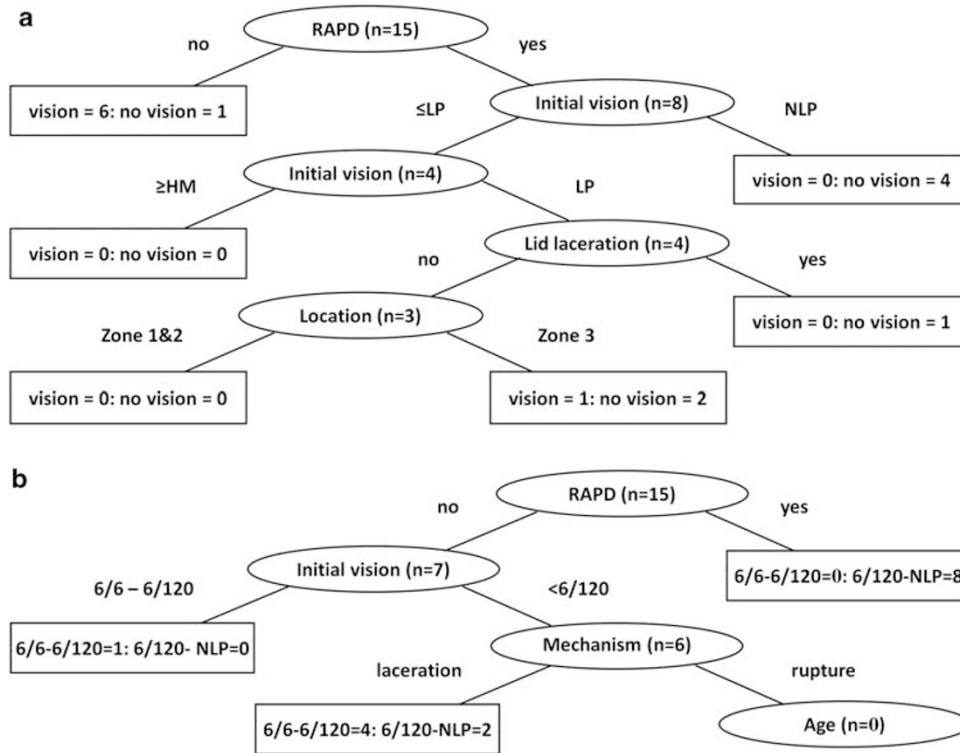 a
RAPD (n=15)
no
yes
vision = 6: no vision = 1
Initial vision (n=8)
≤LP
NLP
Initial vision (n=4)
vision = 0: no vision = 4
≥HM
LP
vision = 0: no vision = 0
Lid laceration (n=4)
no
yes
Location (n=3)
vision = 0: no vision = 1
Zone 1&2
Zone 3
vision = 0: no vision = 0
vision = 1: no vision = 2
b
RAPD (n=15)
no
yes
Initial vision (n=7)
6/6-6/120=0: 6/120-NLP=8
6/6 – 6/120
<6/120
6/6-6/120=1: 6/120- NLP=0
Mechanism (n=6)
laceration
rupture
6/6-6/120=4: 6/120-NLP=2
Age (n=0)